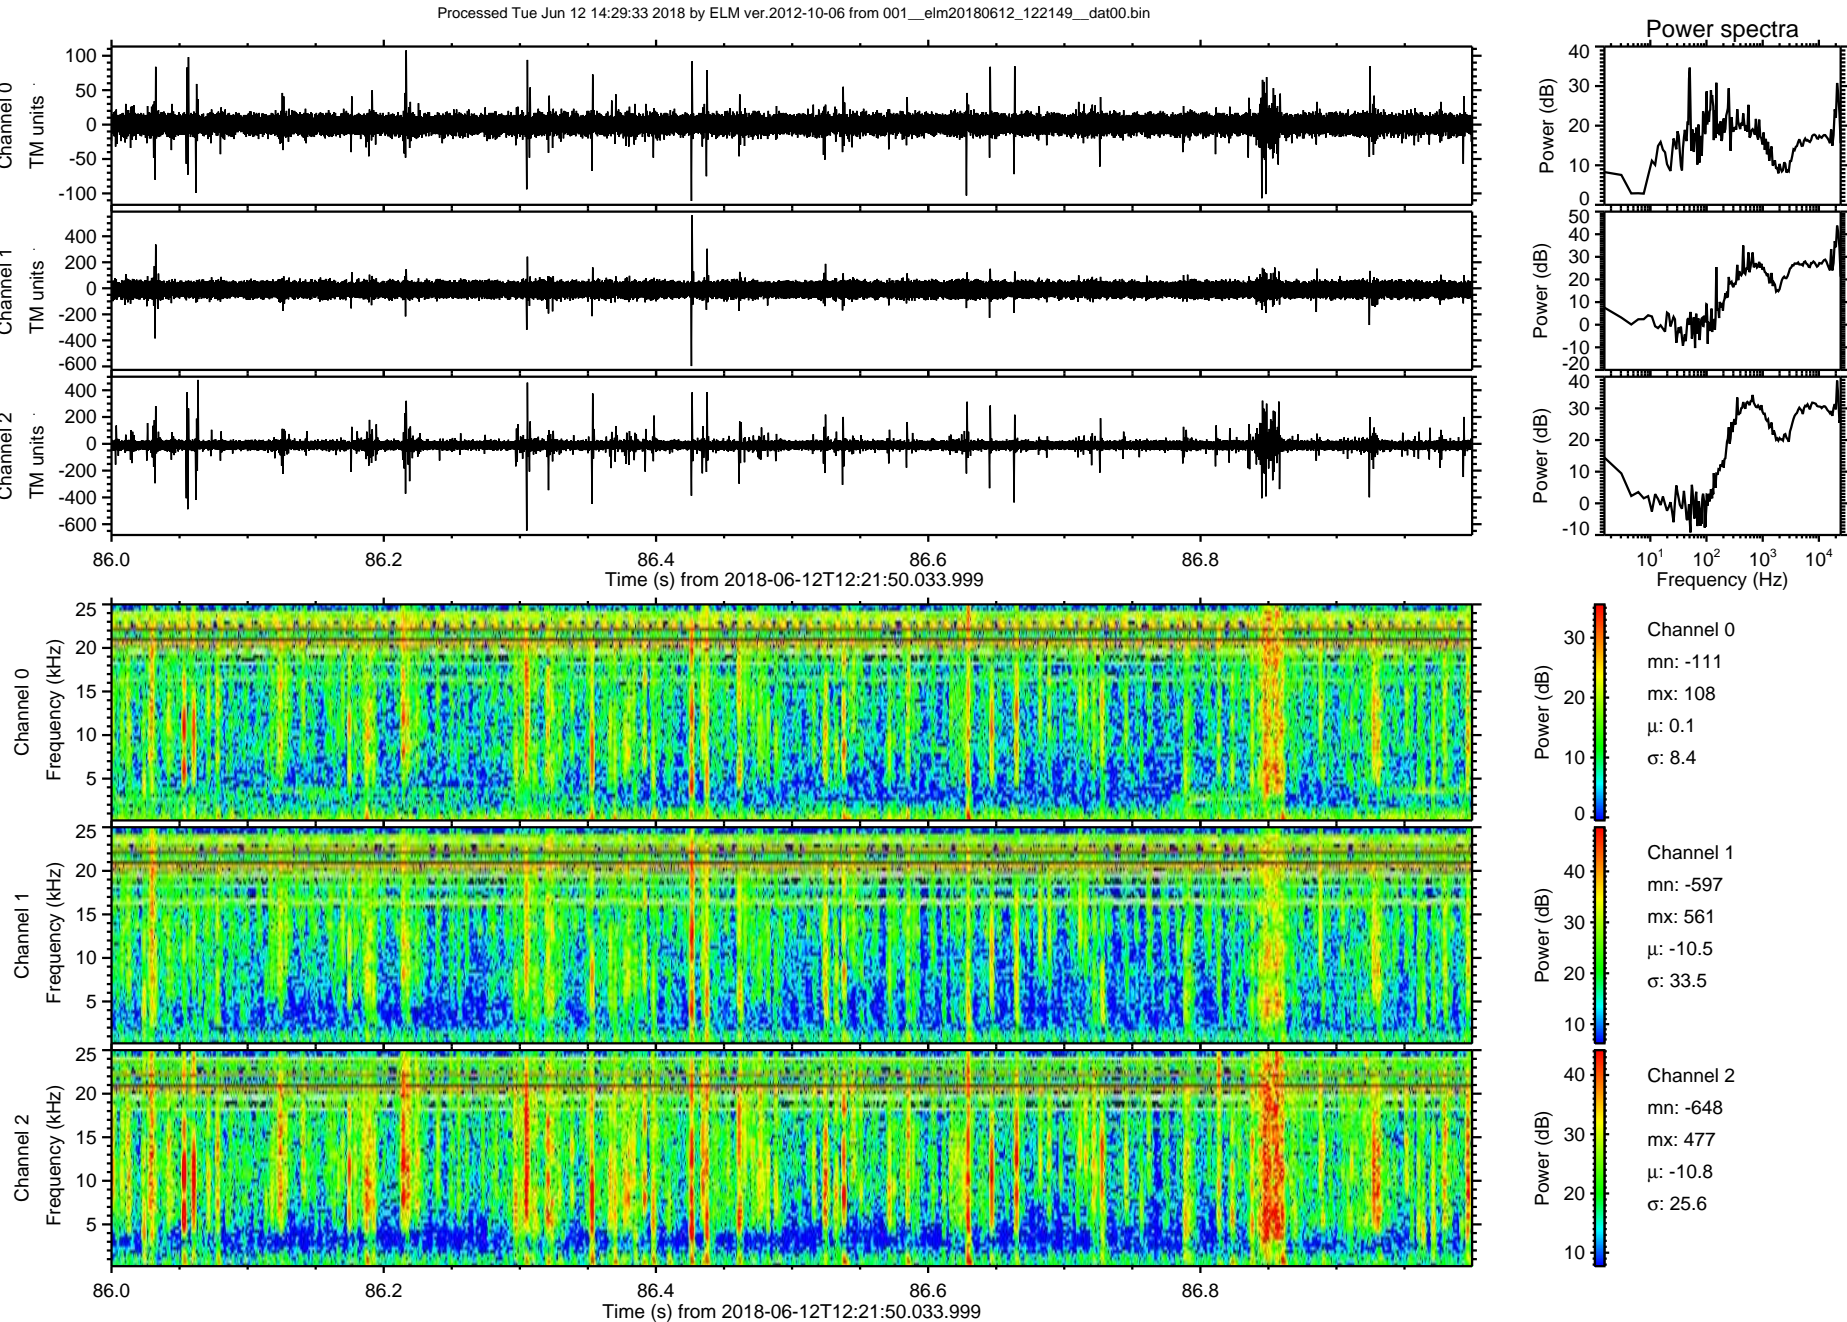 Processed Tue Jun 12 14:29:33 2018 by ELM ver.2012-10-06 from 001__elm20180612_122149__dat00.bin
Power spectra
Channel 0
TM units
100
50
0
-50
-100
Power (dB)
40
30
20
10
0
Channel 1
TM units
400
200
0
-200
-400
-600
Power (dB)
50
40
30
20
10
0
-10
-20
Channel 2
TM units
400
200
0
-200
-400
-600
Power (dB)
40
30
20
10
0
-10
86.0 86.2 86.4 86.6 86.8
Time (s) from 2018-06-12T12:21:50.033.999
10^1 10^2 10^3 10^4
Frequency (Hz)
Channel 0
Frequency (kHz)
25
20
15
10
5
Power (dB)
30
20
10
0
Channel 0
mn: -111
mx: 108
μ: 0.1
σ: 8.4
Channel 1
Frequency (kHz)
25
20
15
10
5
Power (dB)
40
30
20
10
Channel 1
mn: -597
mx: 561
μ: -10.5
σ: 33.5
Channel 2
Frequency (kHz)
25
20
15
10
5
Power (dB)
40
30
20
10
Channel 2
mn: -648
mx: 477
μ: -10.8
σ: 25.6
86.0 86.2 86.4 86.6 86.8
Time (s) from 2018-06-12T12:21:50.033.999